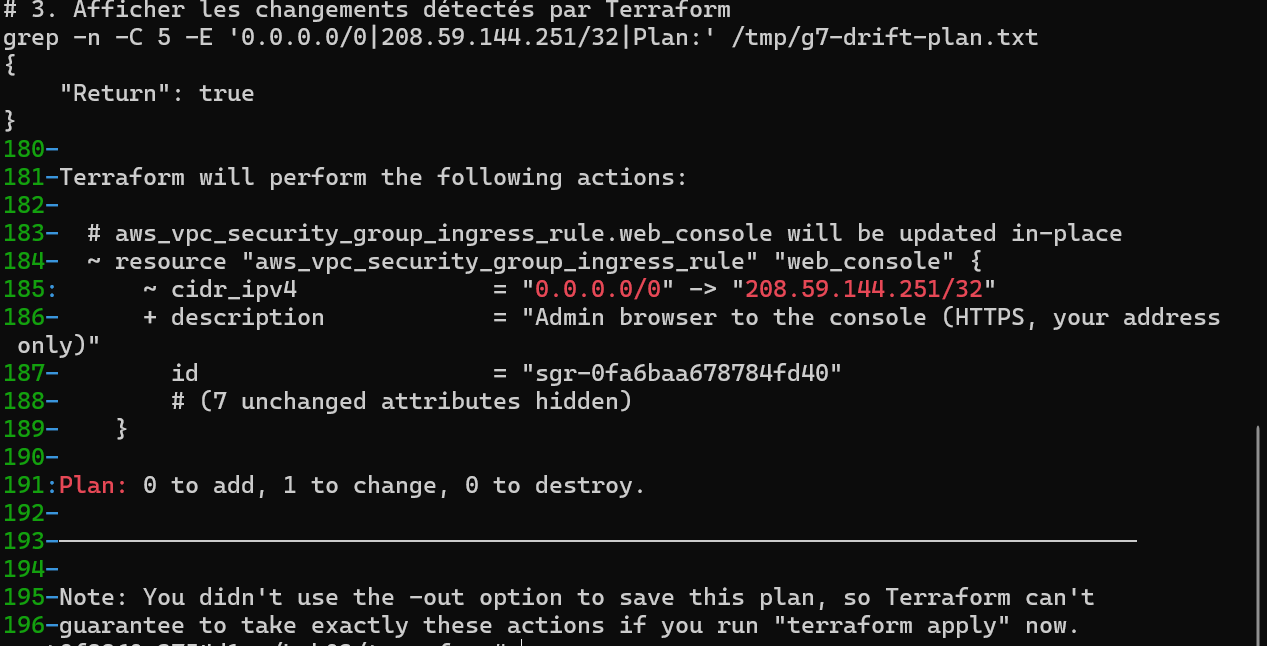 # 3. Afficher les changements détectés par Terraform
grep -n -C 5 -E '0.0.0.0/0|208.59.144.251/32|Plan:' /tmp/g7-drift-plan.txt
{
    "Return": true
}
180-
181-Terraform will perform the following actions:
182-
183-  # aws_vpc_security_group_ingress_rule.web_console will be updated in-place
184-  ~ resource "aws_vpc_security_group_ingress_rule" "web_console" {
185:      ~ cidr_ipv4              = "0.0.0.0/0" -> "208.59.144.251/32"
186-      + description            = "Admin browser to the console (HTTPS, your address
 only)"
187-        id                     = "sgr-0fa6baa678784fd40"
188-        # (7 unchanged attributes hidden)
189-    }
190-
191:Plan: 0 to add, 1 to change, 0 to destroy.
192-
193-─────────────────────────────────────────────────────────────────────────────
194-
195-Note: You didn't use the -out option to save this plan, so Terraform can't
196-guarantee to take exactly these actions if you run "terraform apply" now.